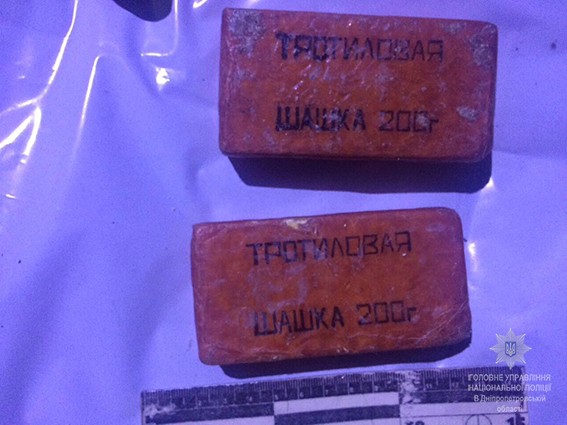 ТРОТИЛОВАЯ
ШАШКА 200г
ТРОТИЛОВАЯ
ШАШКА 200г
ГОЛОВНЕ УПРАВЛІННЯ
НАЦІОНАЛЬНОЇ ПОЛІЦІЇ
В Дніпропетровській
області